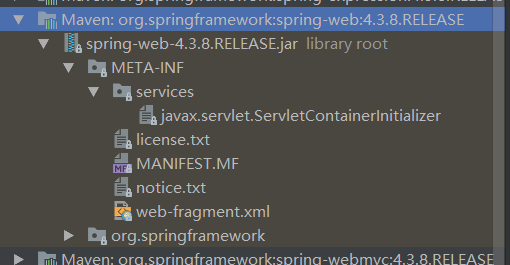 Maven: org.springframework:spring-web:4.3.8.RELEASE
spring-web-4.3.8.RELEASE.jar library root
META-INF
services
javax.servlet.ServletContainerInitializer
license.txt
MANIFEST.MF
notice.txt
web-fragment.xml
org.springframework
Maven: org.springframework:spring-webmvc:4.3.8.RELEASE